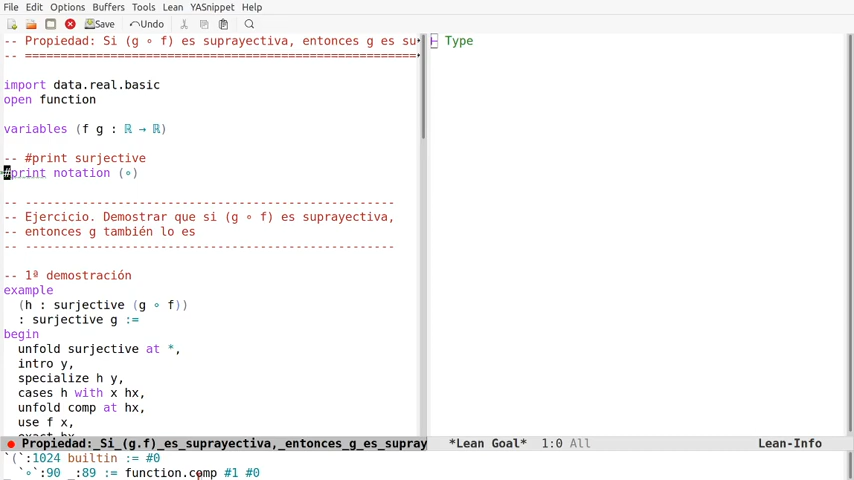 File Edit Options Buffers Tools Lean YASnippet Help
Save Undo
-- Propiedad: Si (g ∘ f) es suprayectiva, entonces g es su
-- =======================================================
import data.real.basic
open function
variables (f g : ℝ → ℝ)
-- #print surjective
#print notation (∘)
-- ----------------------------------------------------
-- Ejercicio. Demostrar que si (g ∘ f) es suprayectiva,
-- entonces g también lo es
-- ----------------------------------------------------
-- 1ª demostración
example
(h : surjective (g ∘ f))
: surjective g :=
begin
unfold surjective at *,
intro y,
specialize h y,
cases h with x hx,
unfold comp at hx,
use f x,
exact hx,
Propiedad:_Si_(g.f)_es_suprayectiva,_entonces_g_es_supray
⊢ Type
*Lean Goal* 1:0 All Lean-Info
`(`:1024 builtin := #0
_ `∘`:90 _:89 := function.comp #1 #0